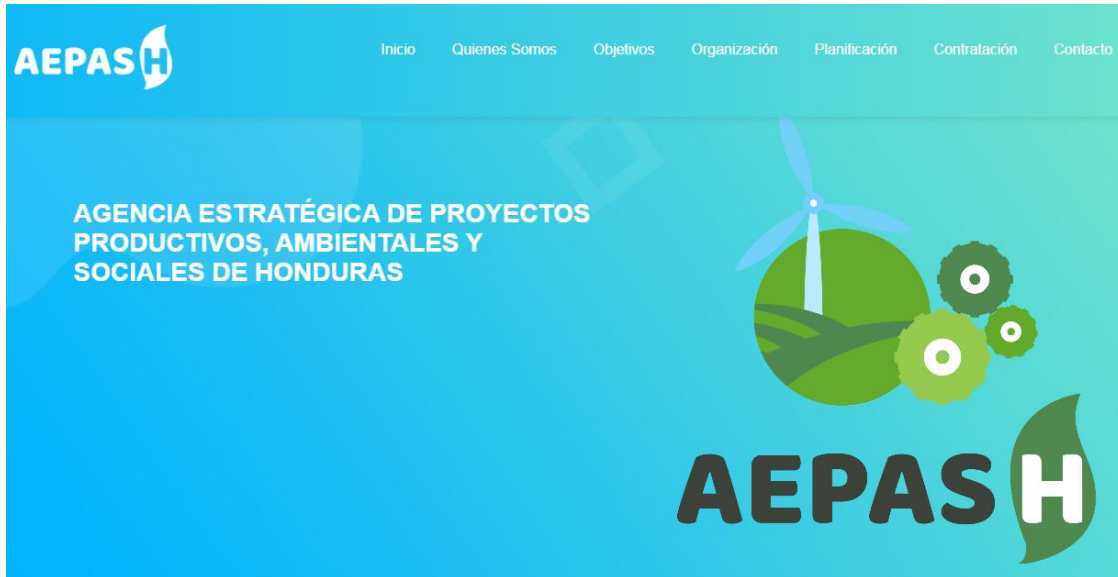 AEPAS H
Inicio Quienes Somos Objetivos Organización Planificación Contratación Contacto
AGENCIA ESTRATÉGICA DE PROYECTOS
PRODUCTIVOS, AMBIENTALES Y
SOCIALES DE HONDURAS
AEPAS H